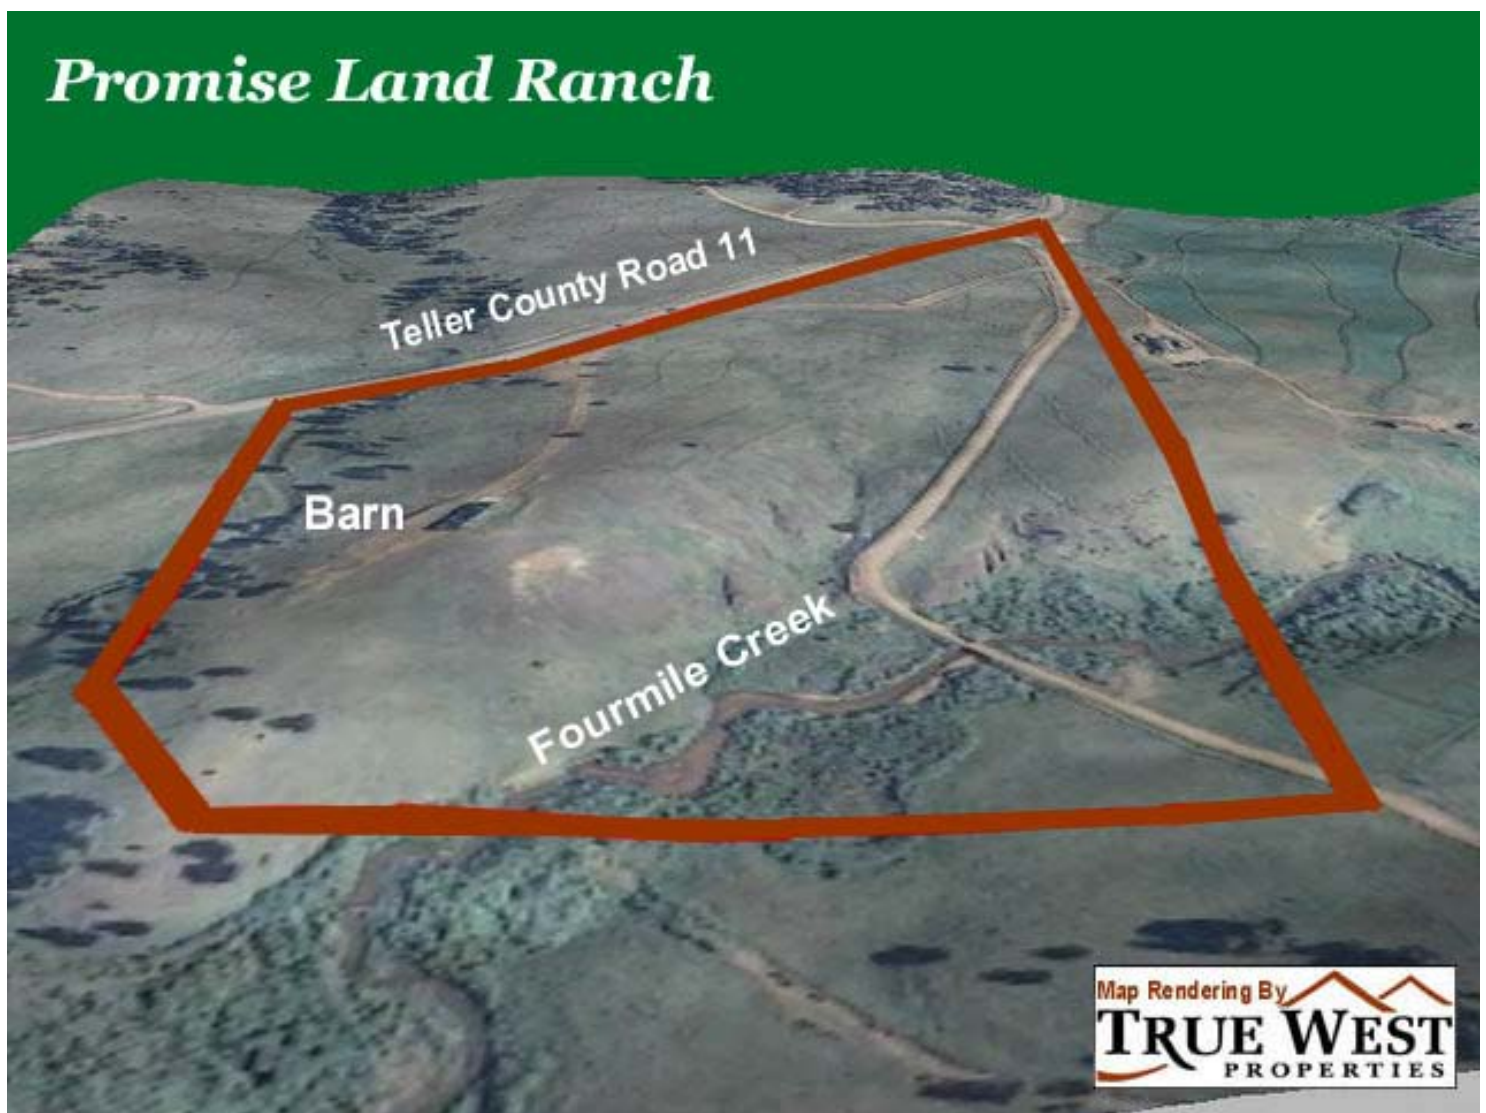 Promise Land Ranch
Teller County Road 11
Barn
Fourmile Creek
Map Rendering By
TRUE WEST
PROPERTIES